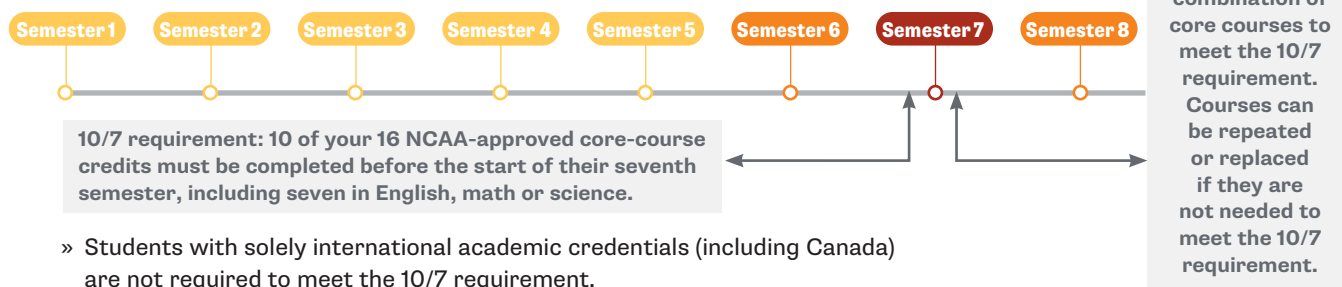 Semester 1
Semester 2
Semester 3
Semester 4
Semester 5
Semester 6
Semester 7
Semester 8
10/7 requirement: 10 of your 16 NCAA-approved core-course
credits must be completed before the start of their seventh
semester, including seven in English, math or science.
» Students with solely international academic credentials (including Canada)
are not required to meet the 10/7 requirement.
combination of
core courses to
meet the 10/7
requirement.
Courses can
be repeated
or replaced
if they are
not needed to
meet the 10/7
requirement.